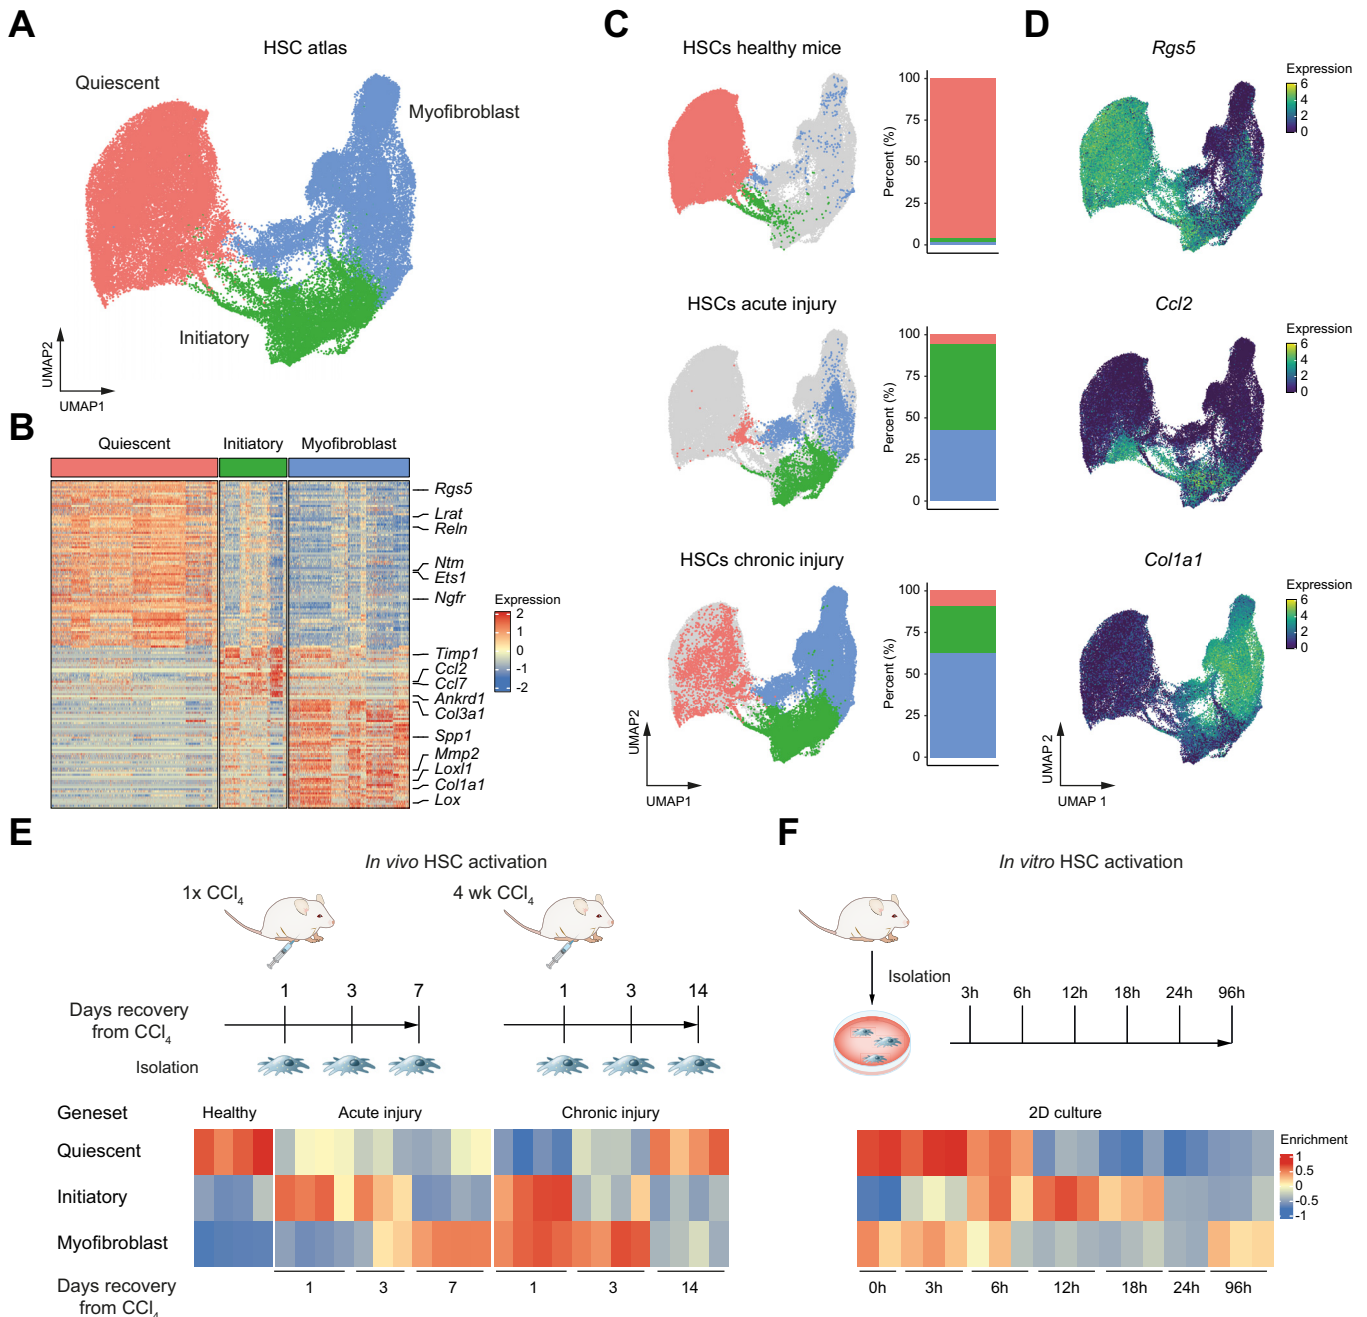 A
HSC atlas
Quiescent
Myofibroblast
Initiatory
UMAP2
UMAP1
B
Quiescent Initiatory Myofibroblast
Rgs5
Lrat
Reln
Ntm
Ets1
Ngfr
Timp1
Ccl2
Ccl7
Ankrd1
Col3a1
Spp1
Mmp2
Loxl1
Col1a1
Lox
Expression
2
1
0
-1
-2
C
HSCs healthy mice
Percent (%)
100
75
50
25
0
HSCs acute injury
Percent (%)
100
75
50
25
0
HSCs chronic injury
Percent (%)
100
75
50
25
0
UMAP2
UMAP1
D
Rgs5
Expression
6
4
2
0
Ccl2
Expression
6
4
2
0
Col1a1
Expression
6
4
2
0
UMAP 2
UMAP 1
E
In vivo HSC activation
1x CCl4
4 wk CCl4
Days recovery
from CCl4
1 3 7
1 3 14
Isolation
Geneset
Healthy Acute injury Chronic injury
Quiescent
Initiatory
Myofibroblast
Days recovery
from CCl4
1 3 7 1 3 14
F
In vitro HSC activation
Isolation
3h 6h 12h 18h 24h 96h
2D culture
Enrichment
1
0.5
0
-0.5
-1
0h 3h 6h 12h 18h 24h 96h